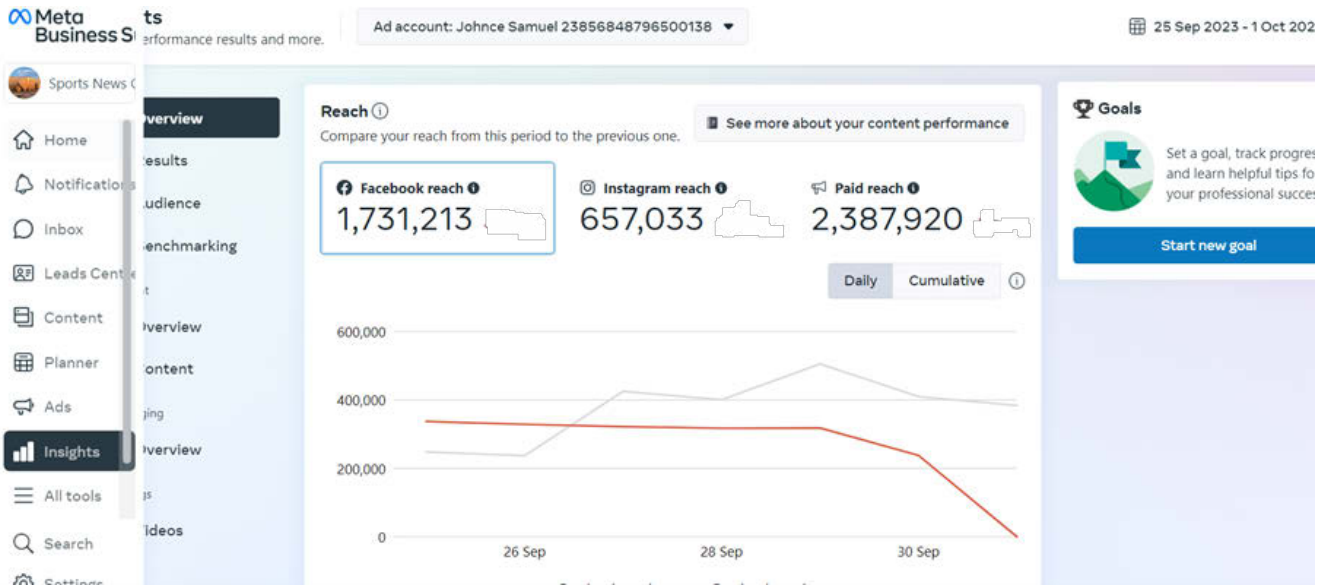 Meta
Business S
ts
erformance results and more.
Ad account: Johnce Samuel 23856848796500138
25 Sep 2023 - 1 Oct 202
Sports News
Home
Notifications
Inbox
Leads Cent
Content
Planner
Ads
Insights
All tools
Search
Settings
verview
esults
udience
enchmarking
t
verview
ontent
ging
verview
gs
ideos
Reach
Compare your reach from this period to the previous one.
See more about your content performance
Facebook reach
1,731,213
Instagram reach
657,033
Paid reach
2,387,920
Daily
Cumulative
600,000
400,000
200,000
0
26 Sep
28 Sep
30 Sep
Goals
Set a goal, track progres
and learn helpful tips fo
your professional succes
Start new goal